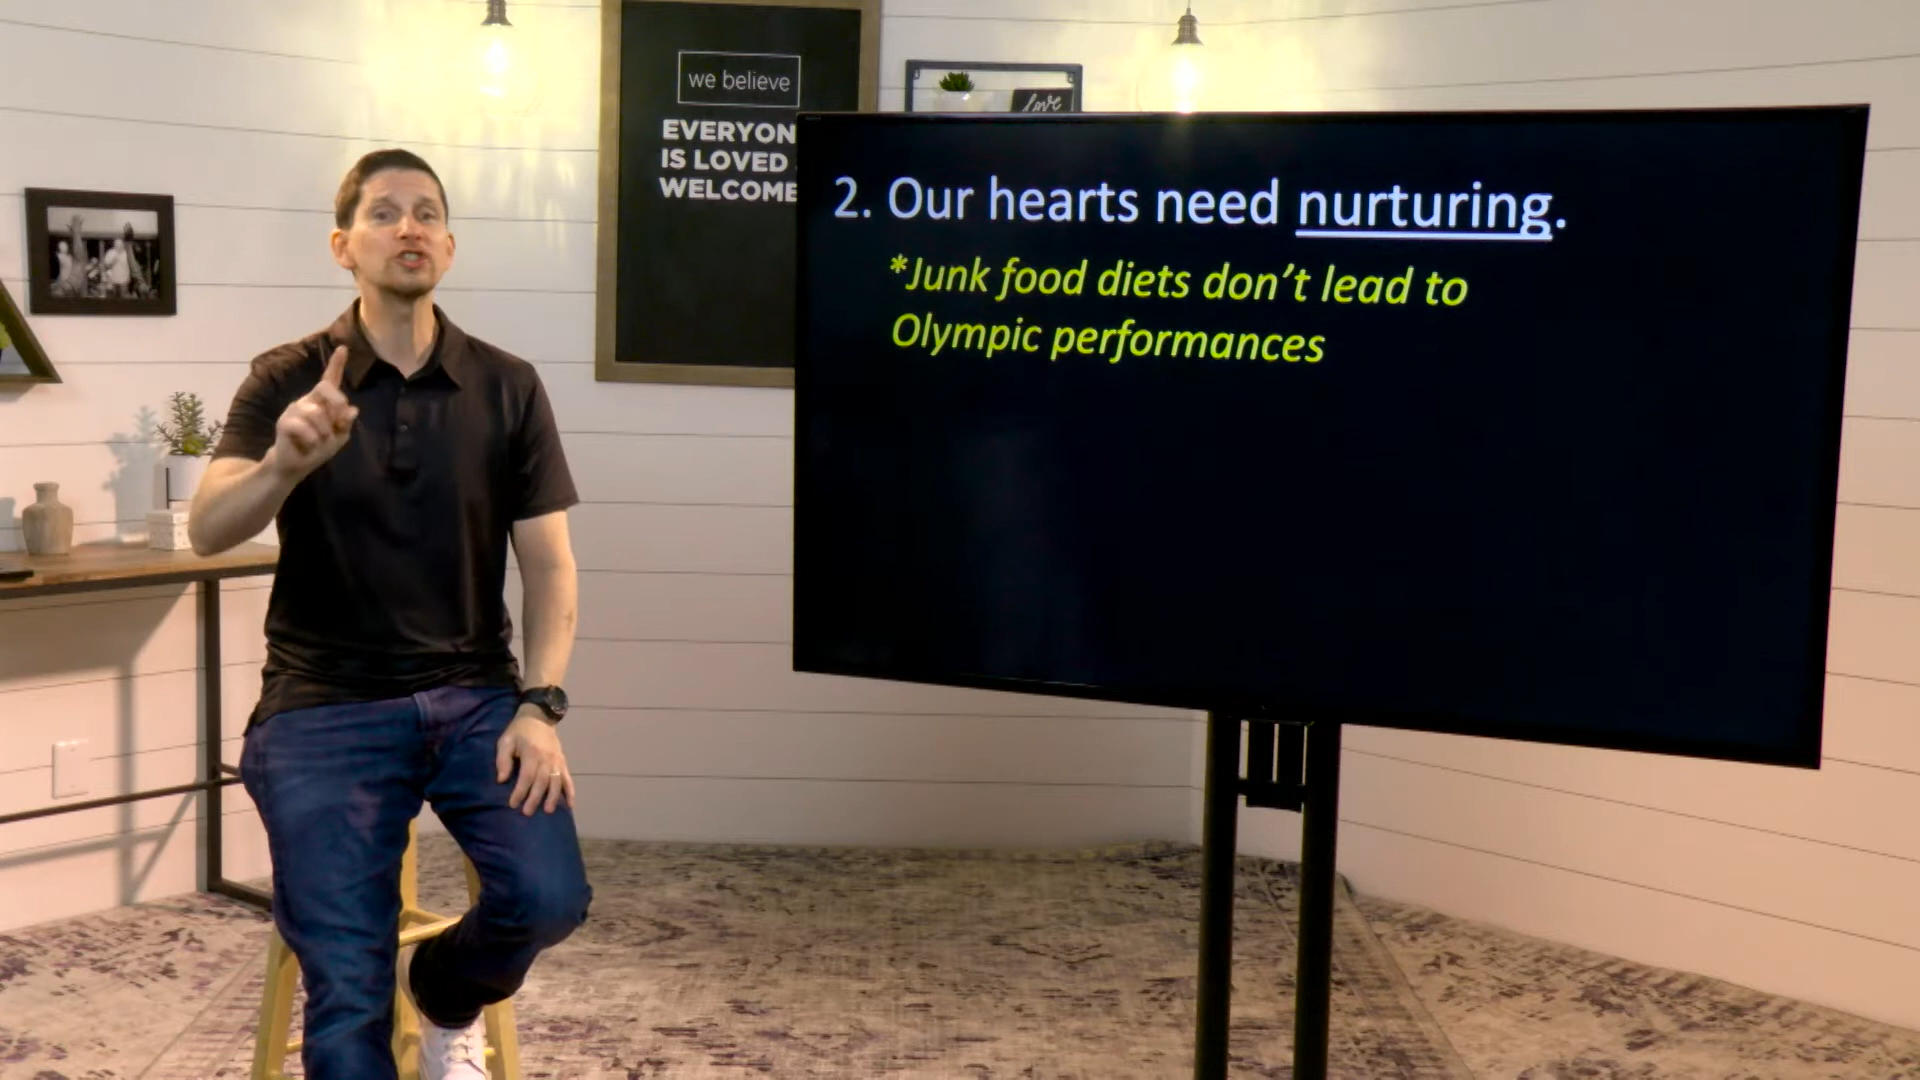 we believe
EVERYON
IS LOVED
WELCOME
love
2. Our hearts need nurturing.
*Junk food diets don’t lead to
Olympic performances